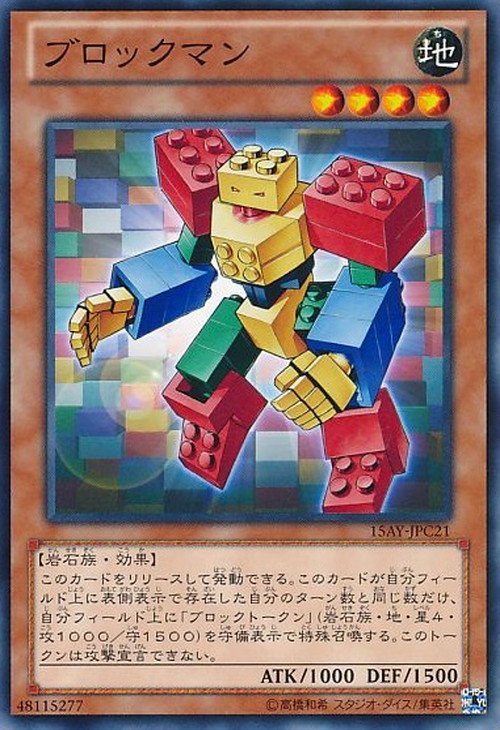 ブロックマン
地
15AY-JPC21
【岩石族・効果】
このカードをリリースして発動できる。このカードが自分フィー
ルド上に表側表示で存在した自分のターン数と同じ数だけ、
自分フィールド上に「ブロックトークン」(岩石族・地・星4・
攻1000/守1500)を守備表示で特殊召喚する。このトー
クンは攻撃宣言できない。
ATK/1000 DEF/1500
48115277
©高橋和希 スタジオ・ダイス/集英社